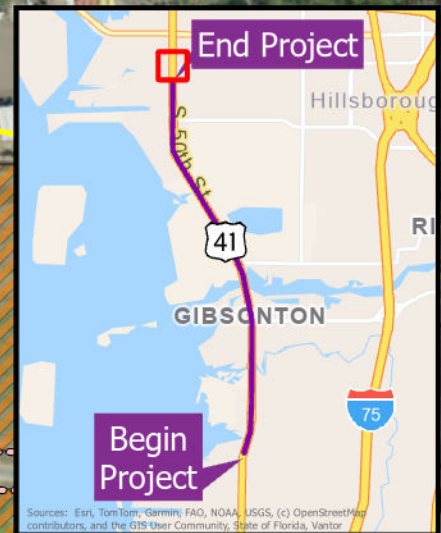 End Project
Hillsboroug
S 50th St
41
RI
GIBSONTON
75
Begin
Project
Sources: Esri, TomTom, Garmin, FAO, NOAA, USGS, (c) OpenStreetMap
contributors, and the GIS User Community, State of Florida, Vantor